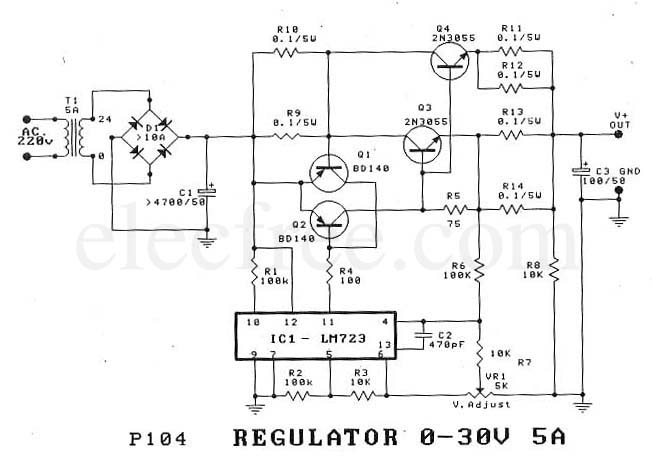 R10
0.1/5W
Q4
2N3055
R11
0.1/5W
R12
0.1/5W
T1
5A
24
0
AC.
220v
D1
>10A
R9
0.1/5W
Q3
2N3055
R13
0.1/5W
V+
OUT
C1
>4700/50
Q1
BD140
Q2
BD140
R5
75
R14
0.1/5W
C3
100/50
GND
elecfree.com
R1
100k
R4
100
R6
100K
R8
10K
10
12
11
4
IC1 - LM723
13
9
7
5
6
C2
470pF
10K
R7
R2
100k
R3
10K
VR1
5K
V.Adjust
P104
REGULATOR 0-30V 5A